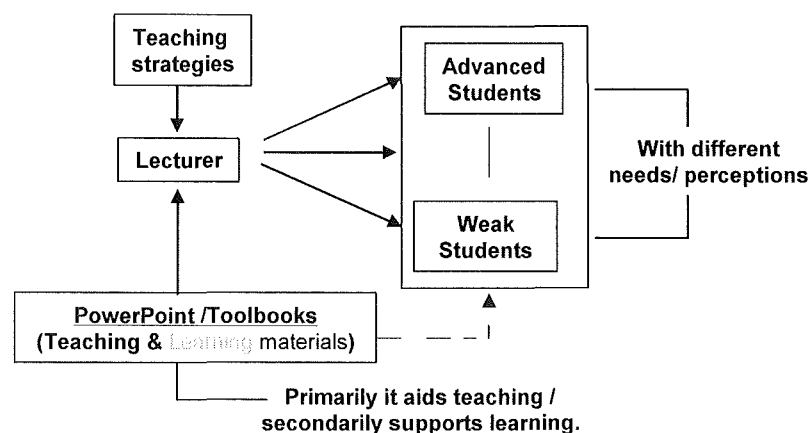 Teaching
strategies
Lecturer
Advanced
Students
Weak
Students
With different
needs/ perceptions
PowerPoint /Toolbooks
(Teaching & Learning materials)
Primarily it aids teaching /
secondarily supports learning.